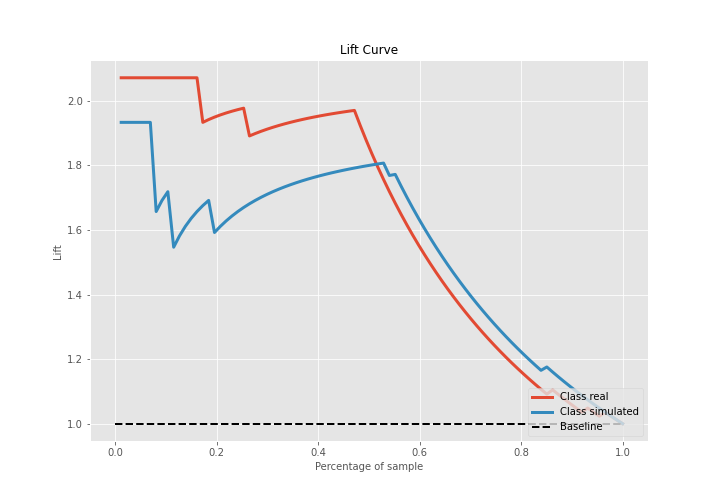 Lift Curve
Lift
2.0
1.8
1.6
1.4
1.2
1.0
0.0 0.2 0.4 0.6 0.8 1.0
Percentage of sample
Class real
Class simulated
Baseline